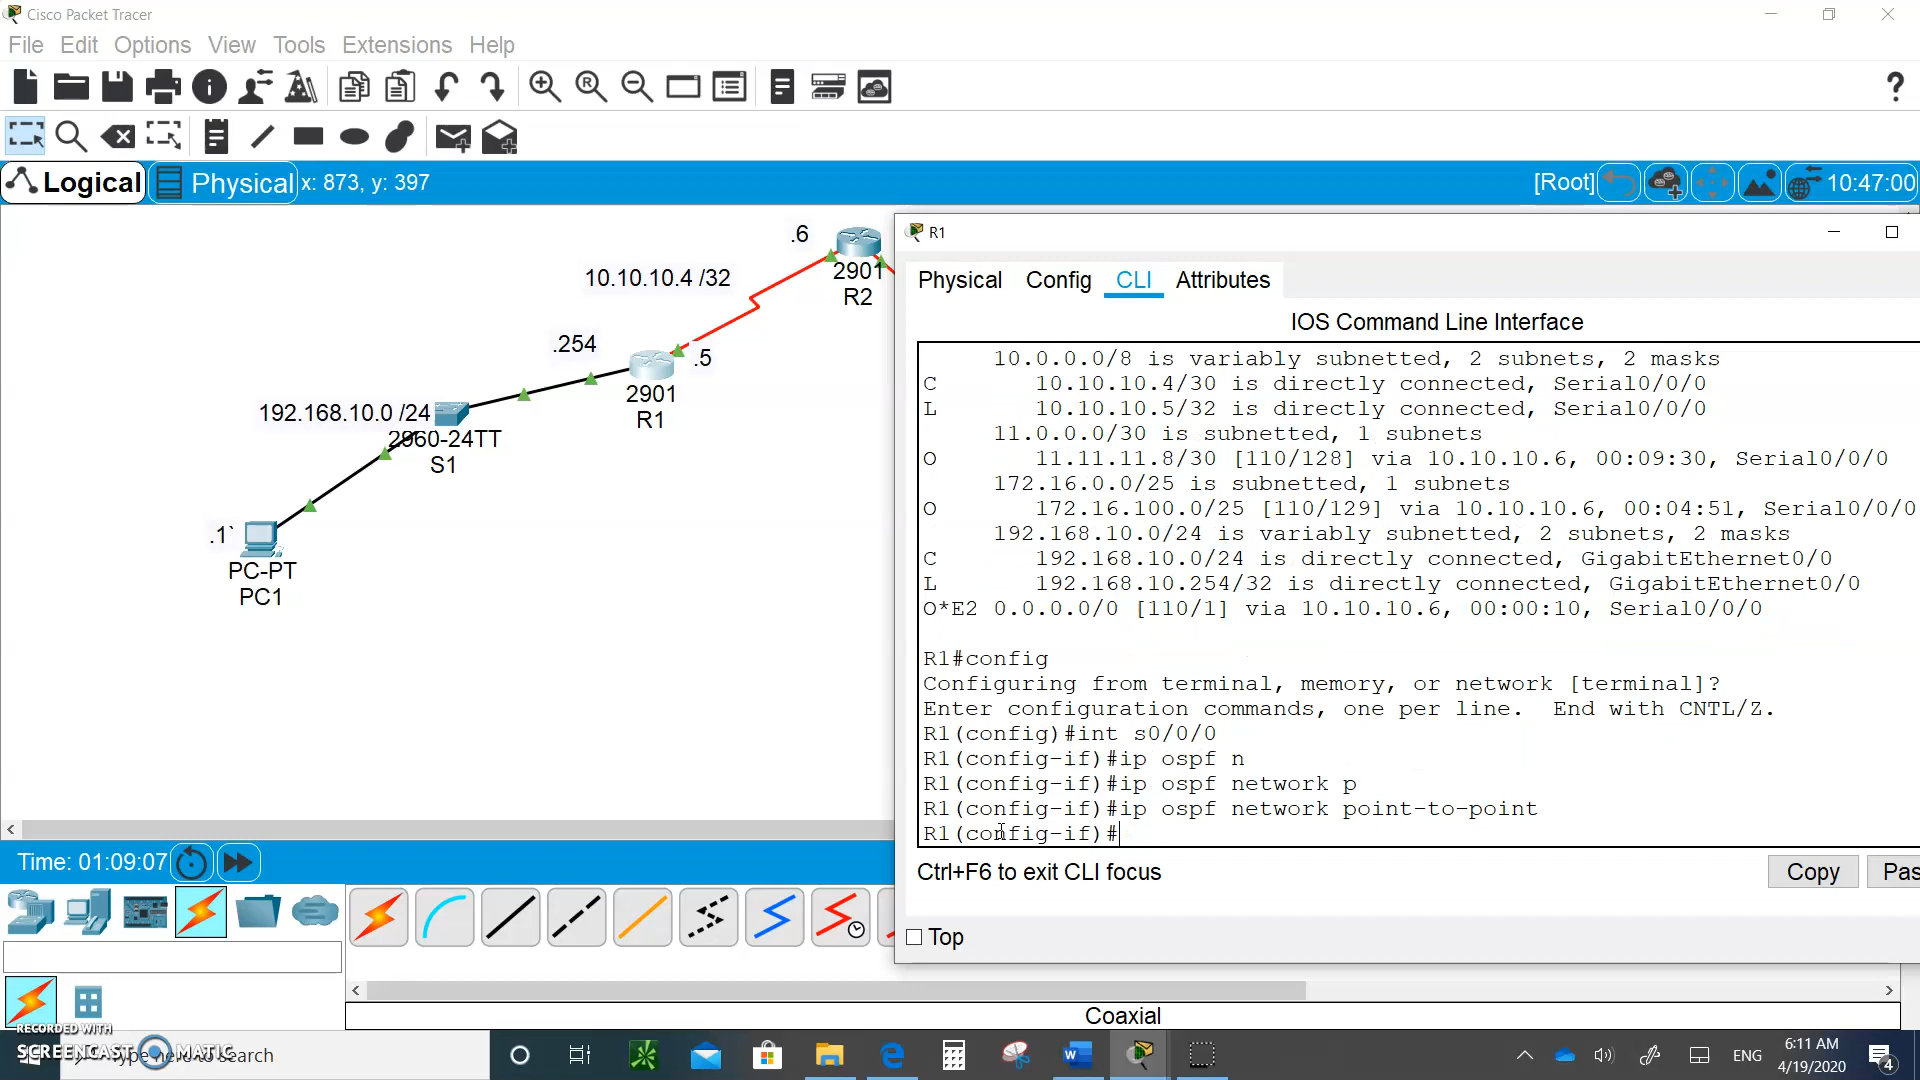 Cisco Packet Tracer
File Edit Options View Tools Extensions Help
Logical Physical x: 873, y: 397 [Root] 10:47:00
.6
10.10.10.4 /32
2901
R2
.254
.5
2901
R1
192.168.10.0 /24
2960-24TT
S1
.1`
PC-PT
PC1
R1
Physical Config CLI Attributes
IOS Command Line Interface
10.0.0.0/8 is variably subnetted, 2 subnets, 2 masks
C 10.10.10.4/30 is directly connected, Serial0/0/0
L 10.10.10.5/32 is directly connected, Serial0/0/0
11.0.0.0/30 is subnetted, 1 subnets
O 11.11.11.8/30 [110/128] via 10.10.10.6, 00:09:30, Serial0/0/0
172.16.0.0/25 is subnetted, 1 subnets
O 172.16.100.0/25 [110/129] via 10.10.10.6, 00:04:51, Serial0/0/0
192.168.10.0/24 is variably subnetted, 2 subnets, 2 masks
C 192.168.10.0/24 is directly connected, GigabitEthernet0/0
L 192.168.10.254/32 is directly connected, GigabitEthernet0/0
O*E2 0.0.0.0/0 [110/1] via 10.10.10.6, 00:00:10, Serial0/0/0
R1#config
Configuring from terminal, memory, or network [terminal]?
Enter configuration commands, one per line. End with CNTL/Z.
R1(config)#int s0/0/0
R1(config-if)#ip ospf n
R1(config-if)#ip ospf network p
R1(config-if)#ip ospf network point-to-point
R1(config-if)#
Ctrl+F6 to exit CLI focus
Copy Pas
Top
Time: 01:09:07
Coaxial
RECORDED WITH
SCREENCAST MATIC
Type here to search
ENG
6:11 AM
4/19/2020
4